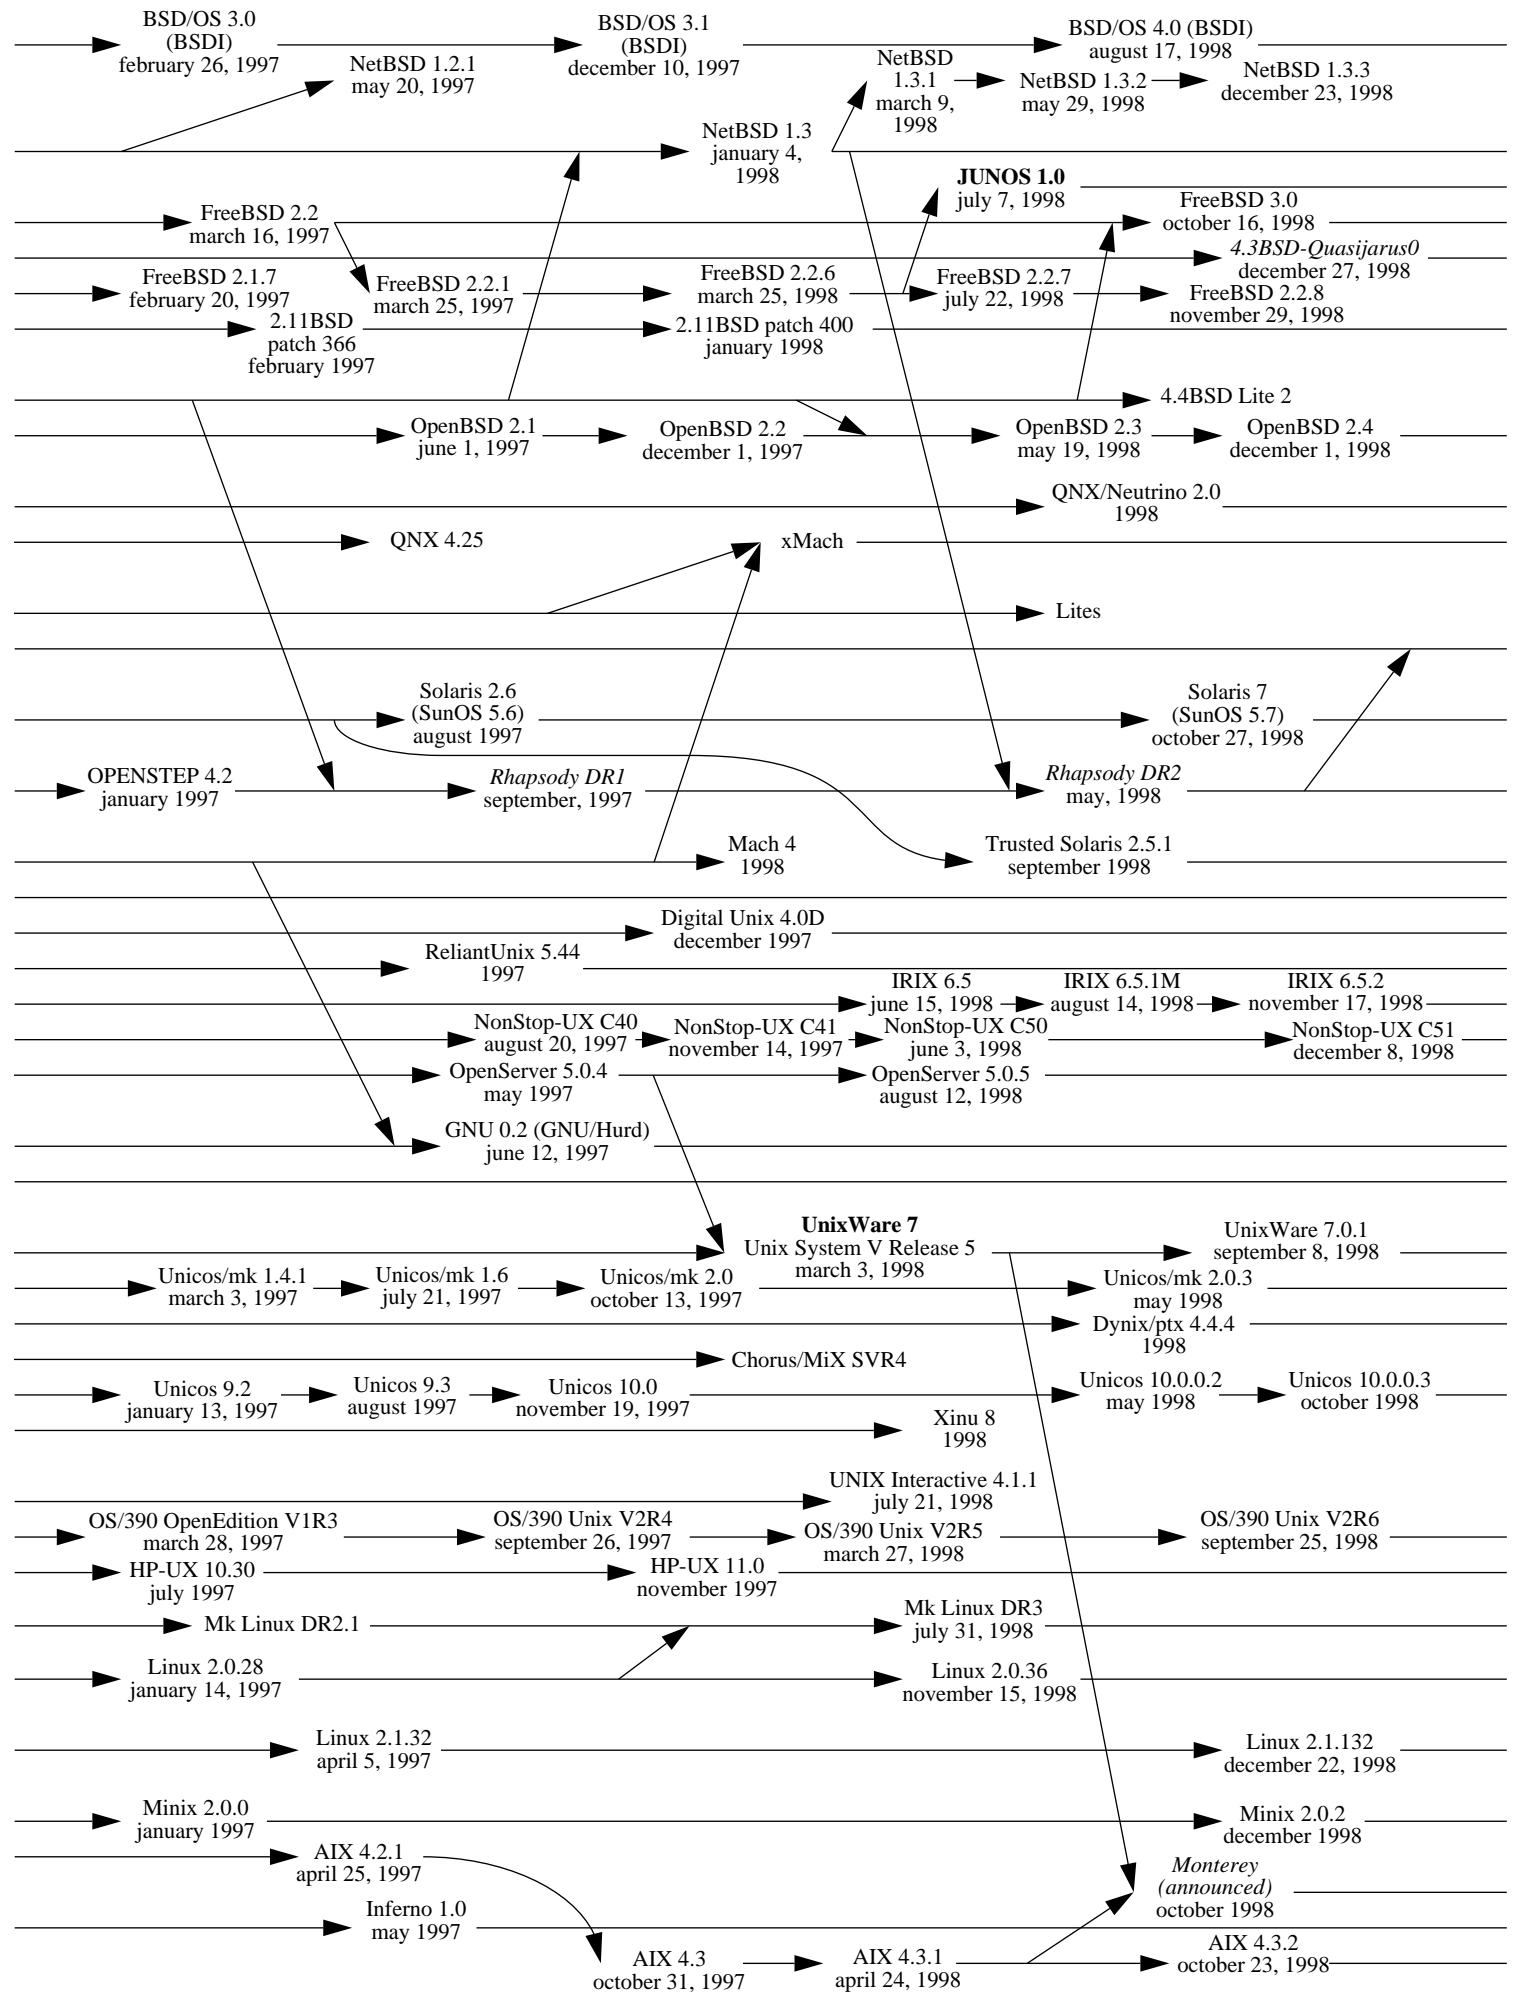 BSD/OS 3.0
(BSDI)
february 26, 1997
BSD/OS 3.1
(BSDI)
december 10, 1997
BSD/OS 4.0 (BSDI)
august 17, 1998
NetBSD 1.2.1
may 20, 1997
NetBSD
1.3.1
march 9,
1998
NetBSD 1.3.2
may 29, 1998
NetBSD 1.3.3
december 23, 1998
NetBSD 1.3
january 4,
1998
JUNOS 1.0
july 7, 1998
FreeBSD 2.2
march 16, 1997
FreeBSD 3.0
october 16, 1998
4.3BSD-Quasijarus0
december 27, 1998
FreeBSD 2.1.7
february 20, 1997
FreeBSD 2.2.1
march 25, 1997
FreeBSD 2.2.6
march 25, 1998
FreeBSD 2.2.7
july 22, 1998
FreeBSD 2.2.8
november 29, 1998
2.11BSD
patch 366
february 1997
2.11BSD patch 400
january 1998
4.4BSD Lite 2
OpenBSD 2.1
june 1, 1997
OpenBSD 2.2
december 1, 1997
OpenBSD 2.3
may 19, 1998
OpenBSD 2.4
december 1, 1998
QNX/Neutrino 2.0
1998
QNX 4.25
xMach
Lites
Solaris 2.6
(SunOS 5.6)
august 1997
Solaris 7
(SunOS 5.7)
october 27, 1998
OPENSTEP 4.2
january 1997
Rhapsody DR1
september, 1997
Rhapsody DR2
may, 1998
Mach 4
1998
Trusted Solaris 2.5.1
september 1998
Digital Unix 4.0D
december 1997
ReliantUnix 5.44
1997
IRIX 6.5
june 15, 1998
IRIX 6.5.1M
august 14, 1998
IRIX 6.5.2
november 17, 1998
NonStop-UX C40
august 20, 1997
NonStop-UX C41
november 14, 1997
NonStop-UX C50
june 3, 1998
NonStop-UX C51
december 8, 1998
OpenServer 5.0.4
may 1997
OpenServer 5.0.5
august 12, 1998
GNU 0.2 (GNU/Hurd)
june 12, 1997
UnixWare 7
Unix System V Release 5
march 3, 1998
UnixWare 7.0.1
september 8, 1998
Unicos/mk 1.4.1
march 3, 1997
Unicos/mk 1.6
july 21, 1997
Unicos/mk 2.0
october 13, 1997
Unicos/mk 2.0.3
may 1998
Dynix/ptx 4.4.4
1998
Chorus/MiX SVR4
Unicos 9.2
january 13, 1997
Unicos 9.3
august 1997
Unicos 10.0
november 19, 1997
Unicos 10.0.0.2
may 1998
Unicos 10.0.0.3
october 1998
Xinu 8
1998
UNIX Interactive 4.1.1
july 21, 1998
OS/390 OpenEdition V1R3
march 28, 1997
OS/390 Unix V2R4
september 26, 1997
OS/390 Unix V2R5
march 27, 1998
OS/390 Unix V2R6
september 25, 1998
HP-UX 10.30
july 1997
HP-UX 11.0
november 1997
Mk Linux DR2.1
Mk Linux DR3
july 31, 1998
Linux 2.0.28
january 14, 1997
Linux 2.0.36
november 15, 1998
Linux 2.1.32
april 5, 1997
Linux 2.1.132
december 22, 1998
Minix 2.0.0
january 1997
Minix 2.0.2
december 1998
AIX 4.2.1
april 25, 1997
Monterey
(announced)
october 1998
Inferno 1.0
may 1997
AIX 4.3
october 31, 1997
AIX 4.3.1
april 24, 1998
AIX 4.3.2
october 23, 1998